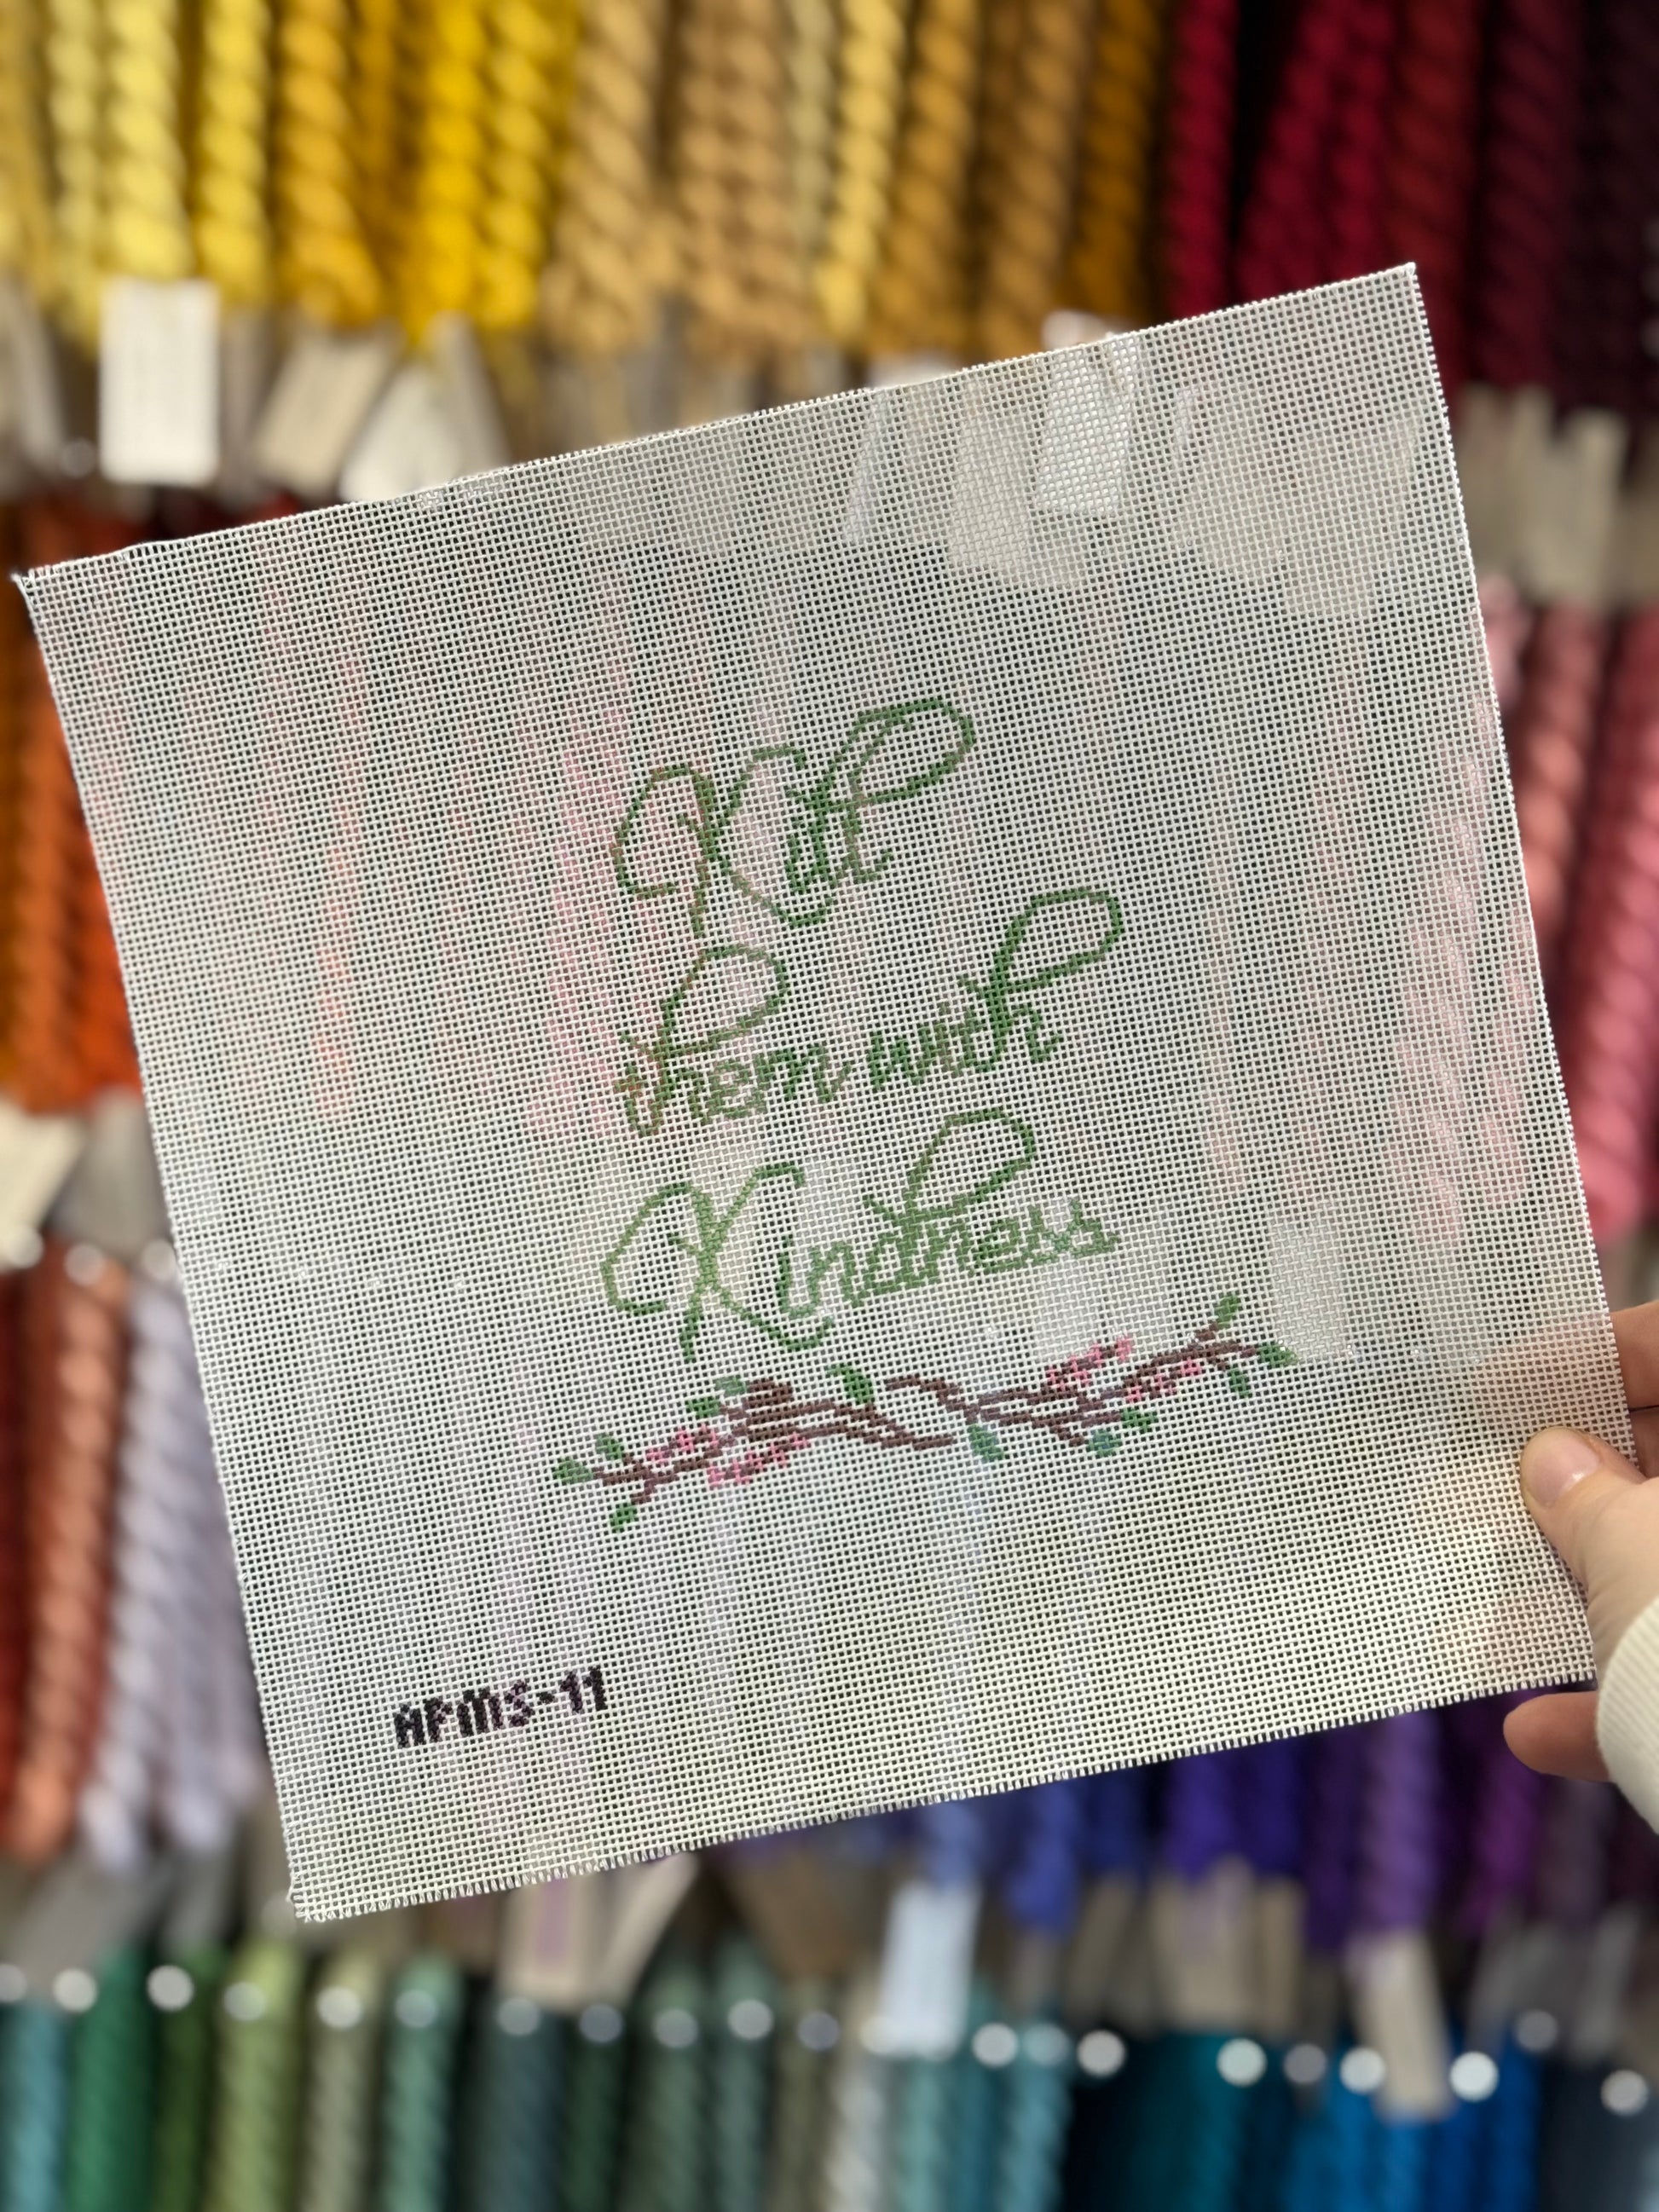 Kill
them with
Kindness
APMS-11